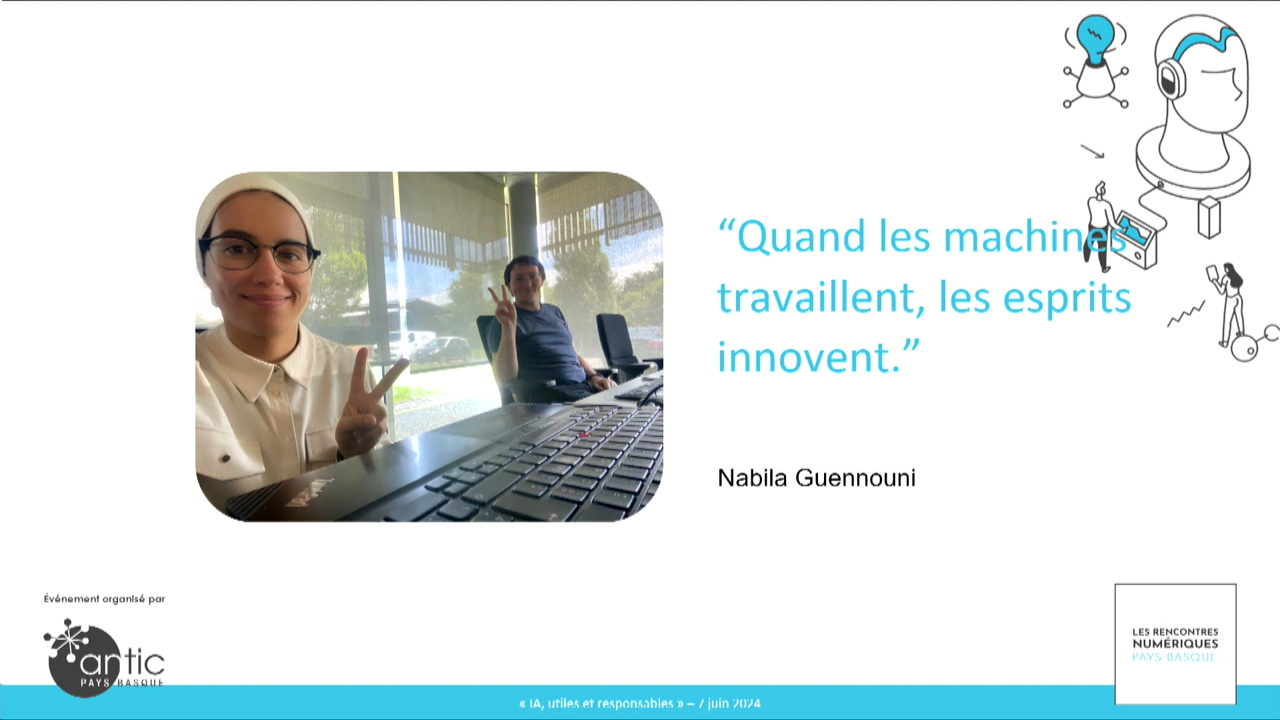 “Quand les machines
travaillent, les esprits
innovent.”
Nabila Guennouni
Événement organisé par
antic
PAYS BASQUE
LES RENCONTRES
NUMÉRIQUES
PAYS BASQUE
« IA, utiles et responsables » – 7 juin 2024